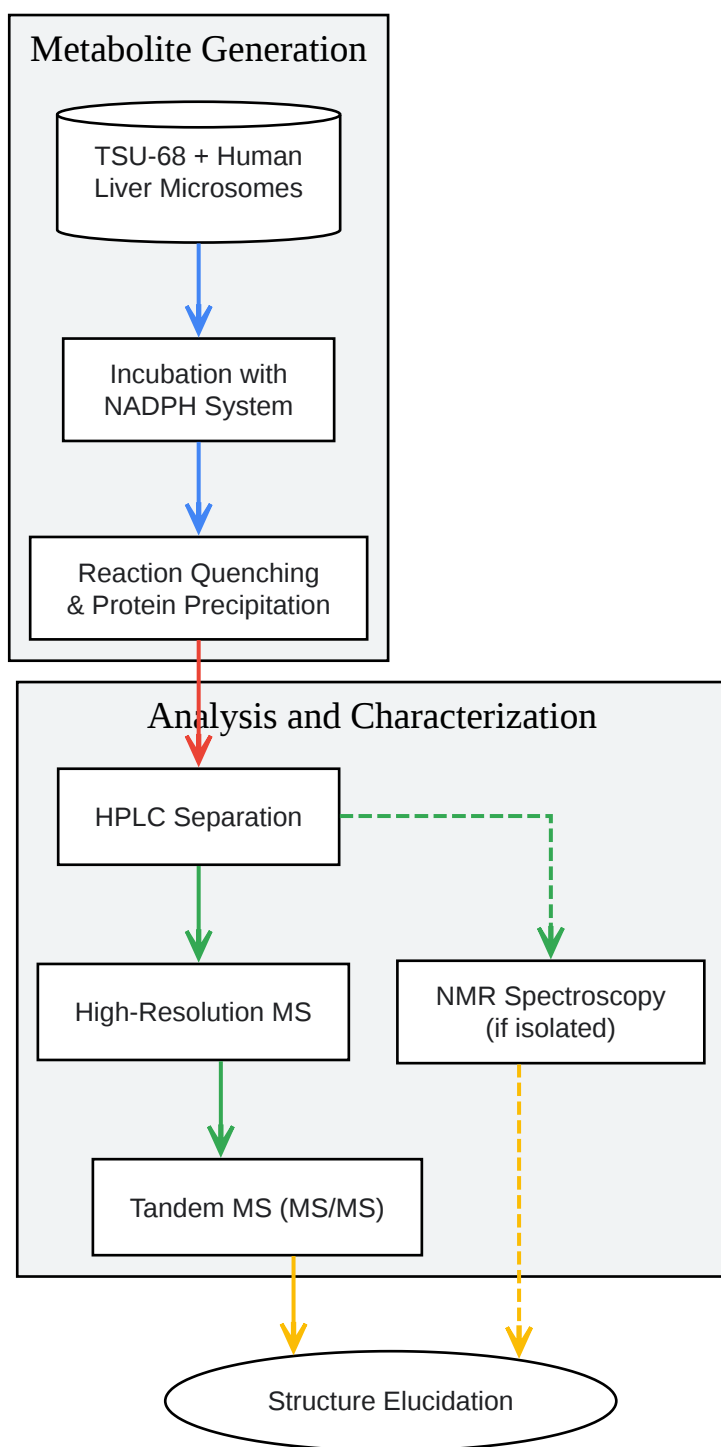 Metabolite Generation
TSU-68 + Human
Liver Microsomes
Incubation with
NADPH System
Reaction Quenching
& Protein Precipitation
Analysis and Characterization
HPLC Separation
High-Resolution MS
NMR Spectroscopy
(if isolated)
Tandem MS (MS/MS)
Structure Elucidation